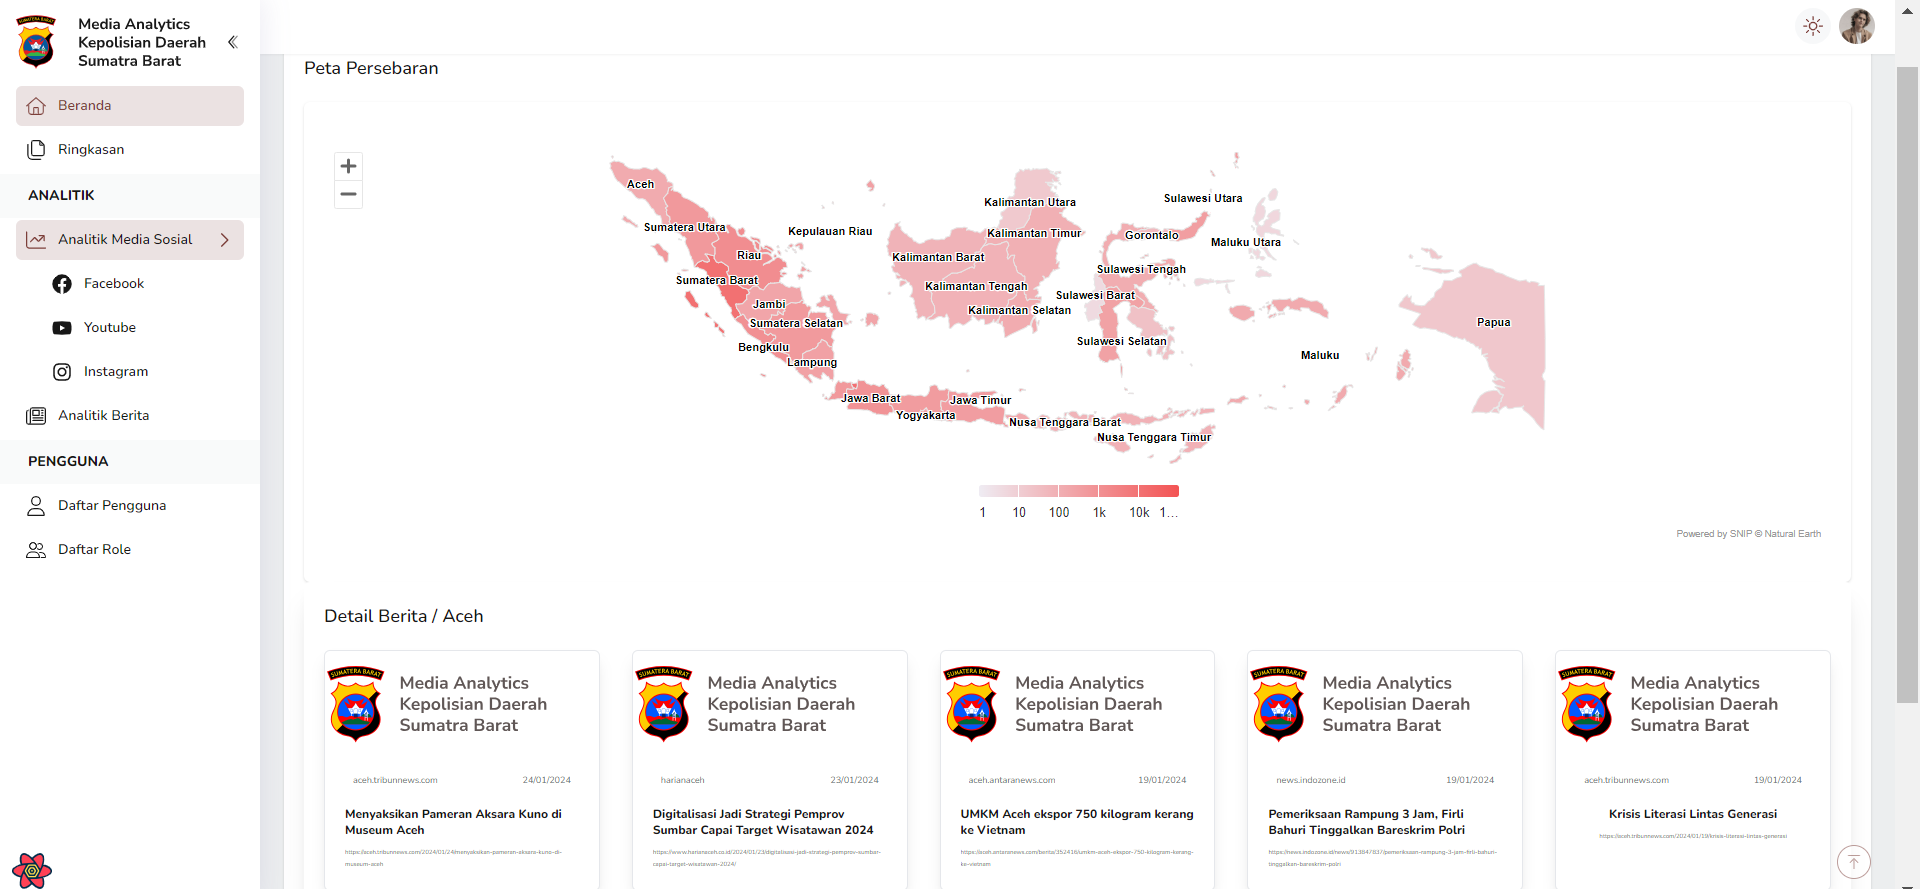 SUMATERA BARAT
Media Analytics
Kepolisian Daerah
Sumatra Barat
Beranda
Ringkasan
ANALITIK
Analitik Media Sosial
Facebook
Youtube
Instagram
Analitik Berita
PENGGUNA
Daftar Pengguna
Daftar Role
Peta Persebaran
+
−
Aceh
Sumatera Utara
Riau
Sumatera Barat
Jambi
Sumatera Selatan
Bengkulu
Lampung
Kepulauan Riau
Jawa Barat
Yogyakarta
Jawa Timur
Nusa Tenggara Barat
Nusa Tenggara Timur
Kalimantan Utara
Kalimantan Timur
Kalimantan Barat
Kalimantan Tengah
Kalimantan Selatan
Sulawesi Utara
Gorontalo
Maluku Utara
Sulawesi Tengah
Sulawesi Barat
Sulawesi Selatan
Maluku
Papua
1 10 100 1k 10k 1...
Powered by SNIP © Natural Earth
Detail Berita / Aceh
SUMATERA BARAT
Media Analytics
Kepolisian Daerah
Sumatra Barat
aceh.tribunnews.com 24/01/2024
Menyaksikan Pameran Aksara Kuno di
Museum Aceh
https://aceh.tribunnews.com/2024/01/24/menyaksikan-pameran-aksara-kuno-di-
museum-aceh
SUMATERA BARAT
Media Analytics
Kepolisian Daerah
Sumatra Barat
harianaceh 23/01/2024
Digitalisasi Jadi Strategi Pemprov
Sumbar Capai Target Wisatawan 2024
https://www.harianaceh.co.id/2024/01/23/digitalisasi-jadi-strategi-pemprov-sumbar-
capai-target-wisatawan-2024/
SUMATERA BARAT
Media Analytics
Kepolisian Daerah
Sumatra Barat
aceh.antaranews.com 19/01/2024
UMKM Aceh ekspor 750 kilogram kerang
ke Vietnam
https://aceh.antaranews.com/berita/352416/umkm-aceh-ekspor-750-kilogram-kerang-
ke-vietnam
SUMATERA BARAT
Media Analytics
Kepolisian Daerah
Sumatra Barat
news.indozone.id 19/01/2024
Pemeriksaan Rampung 3 Jam, Firli
Bahuri Tinggalkan Bareskrim Polri
https://news.indozone.id/news/913647837/pemeriksaan-rampung-3-jam-firli-bahuri-
tinggalkan-bareskrim-polri
SUMATERA BARAT
Media Analytics
Kepolisian Daerah
Sumatra Barat
aceh.tribunnews.com 19/01/2024
Krisis Literasi Lintas Generasi
https://aceh.tribunnews.com/2024/01/19/krisis-literasi-lintas-generasi